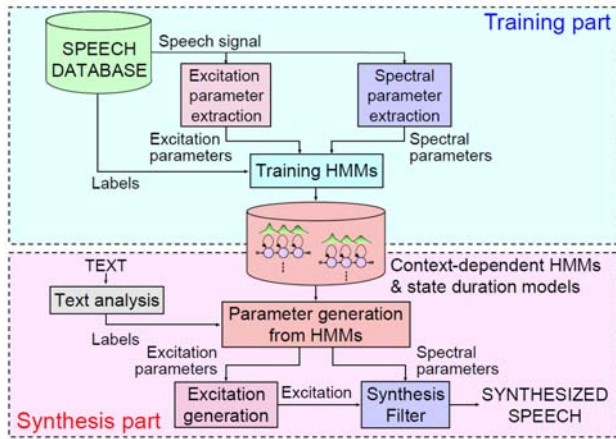 Training part
SPEECH
DATABASE
Speech signal
Excitation
parameter
extraction
Spectral
parameter
extraction
Excitation
parameters
Spectral
parameters
Labels
Training HMMs
Context-dependent HMMs
& state duration models
TEXT
Text analysis
Labels
Parameter generation
from HMMs
Excitation
parameters
Spectral
parameters
Excitation
generation
Excitation
Synthesis
Filter
SYNTHESIZED
SPEECH
Synthesis part